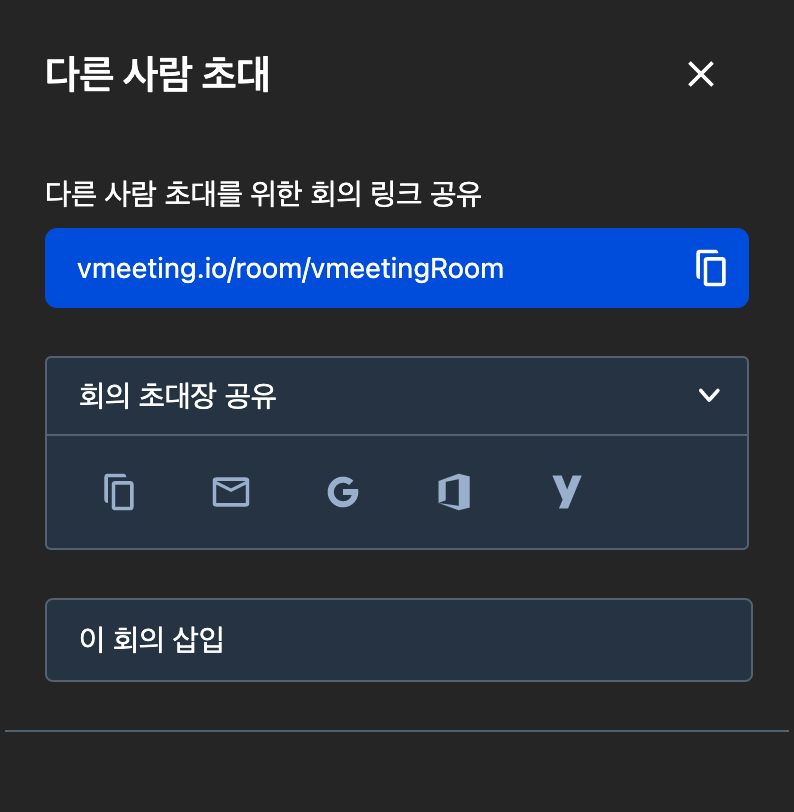 다른 사람 초대
다른 사람 초대를 위한 회의 링크 공유
vmeeting.io/room/vmeetingRoom
회의 초대장 공유
이 회의 삽입